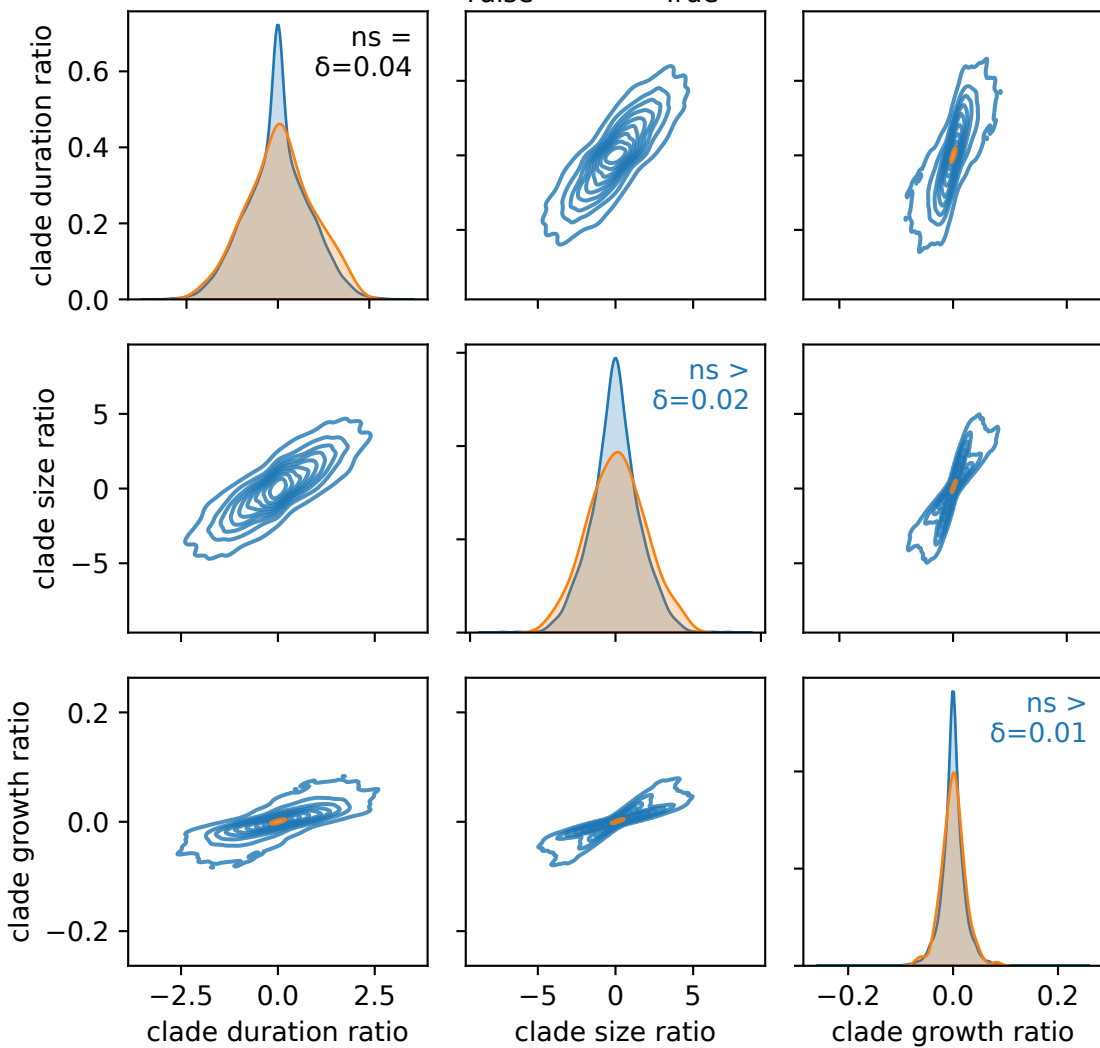 clade duration ratio
0.6
0.4
0.2
0.0
ns =
δ=0.04
clade size ratio
5
0
−5
ns >
δ=0.02
clade growth ratio
0.2
0.0
−0.2
ns >
δ=0.01
−2.5 0.0 2.5
−5 0 5
−0.2 0.0 0.2
clade duration ratio
clade size ratio
clade growth ratio